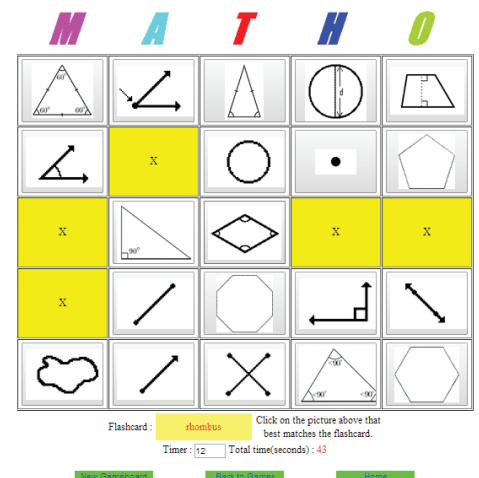 M A T H O
60°
60° 60°
d
X
X
90°
X X
X
<90°
<90° <90°
Flashcard : rhombus Click on the picture above that
best matches the flashcard.
Timer : 12 Total time(seconds) : 43
New Gameboard Back to Games Home